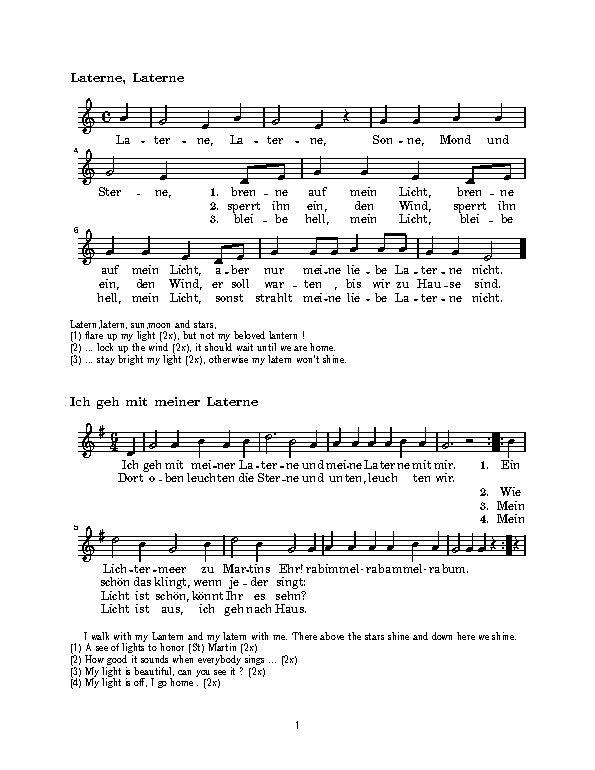 Laterne, Laterne
La - ter - ne, La - ter - ne, Son - ne, Mond und
4
Ster - ne, 1. bren - ne auf mein Licht, bren - ne
2. sperrt ihn ein, den Wind, sperrt ihn
3. blei - be hell, mein Licht, blei - be
6
auf mein Licht, a - ber nur mei - ne lie - be La - ter - ne nicht.
ein, den Wind, er soll war - ten , bis wir zu Hau - se sind.
hell, mein Licht, sonst strahlt mei - ne lie - be La - ter - ne nicht.
Latern,latern, sun,moon and stars,
(1) flare up my light (2x), but not my beloved lantern !
(2) ... lock up the wind (2x), it should wait until we are home.
(3) ... stay bright my light (2x), otherwise my latern won't shine.
Ich geh mit meiner Laterne
6 4
Ich geh mit mei - ner La - ter - ne und mei ne La ter ne mit mir. 1. Ein
Dort o - ben leuchten die Ster - ne und un ten, leuch ten wir.
2. Wie
3. Mein
4. Mein
5
Lich - ter - meer zu Mar - tins Ehr! rabimmel - rabammel - rabum.
schön das klingt, wenn je - der singt:
Licht ist schön, könnt Ihr es sehn?
Licht ist aus, ich geh nach Haus.
I walk with my Lantern and my latern with me. There above the stars shine and down here we shine.
(1) A see of lights to honor (St) Martin (2x)
(2) How good it sounds when everybody sings ... (2x)
(3) My light is beautiful, can you see it ? (2x)
(4) My light is off, I go home . (2x)
1